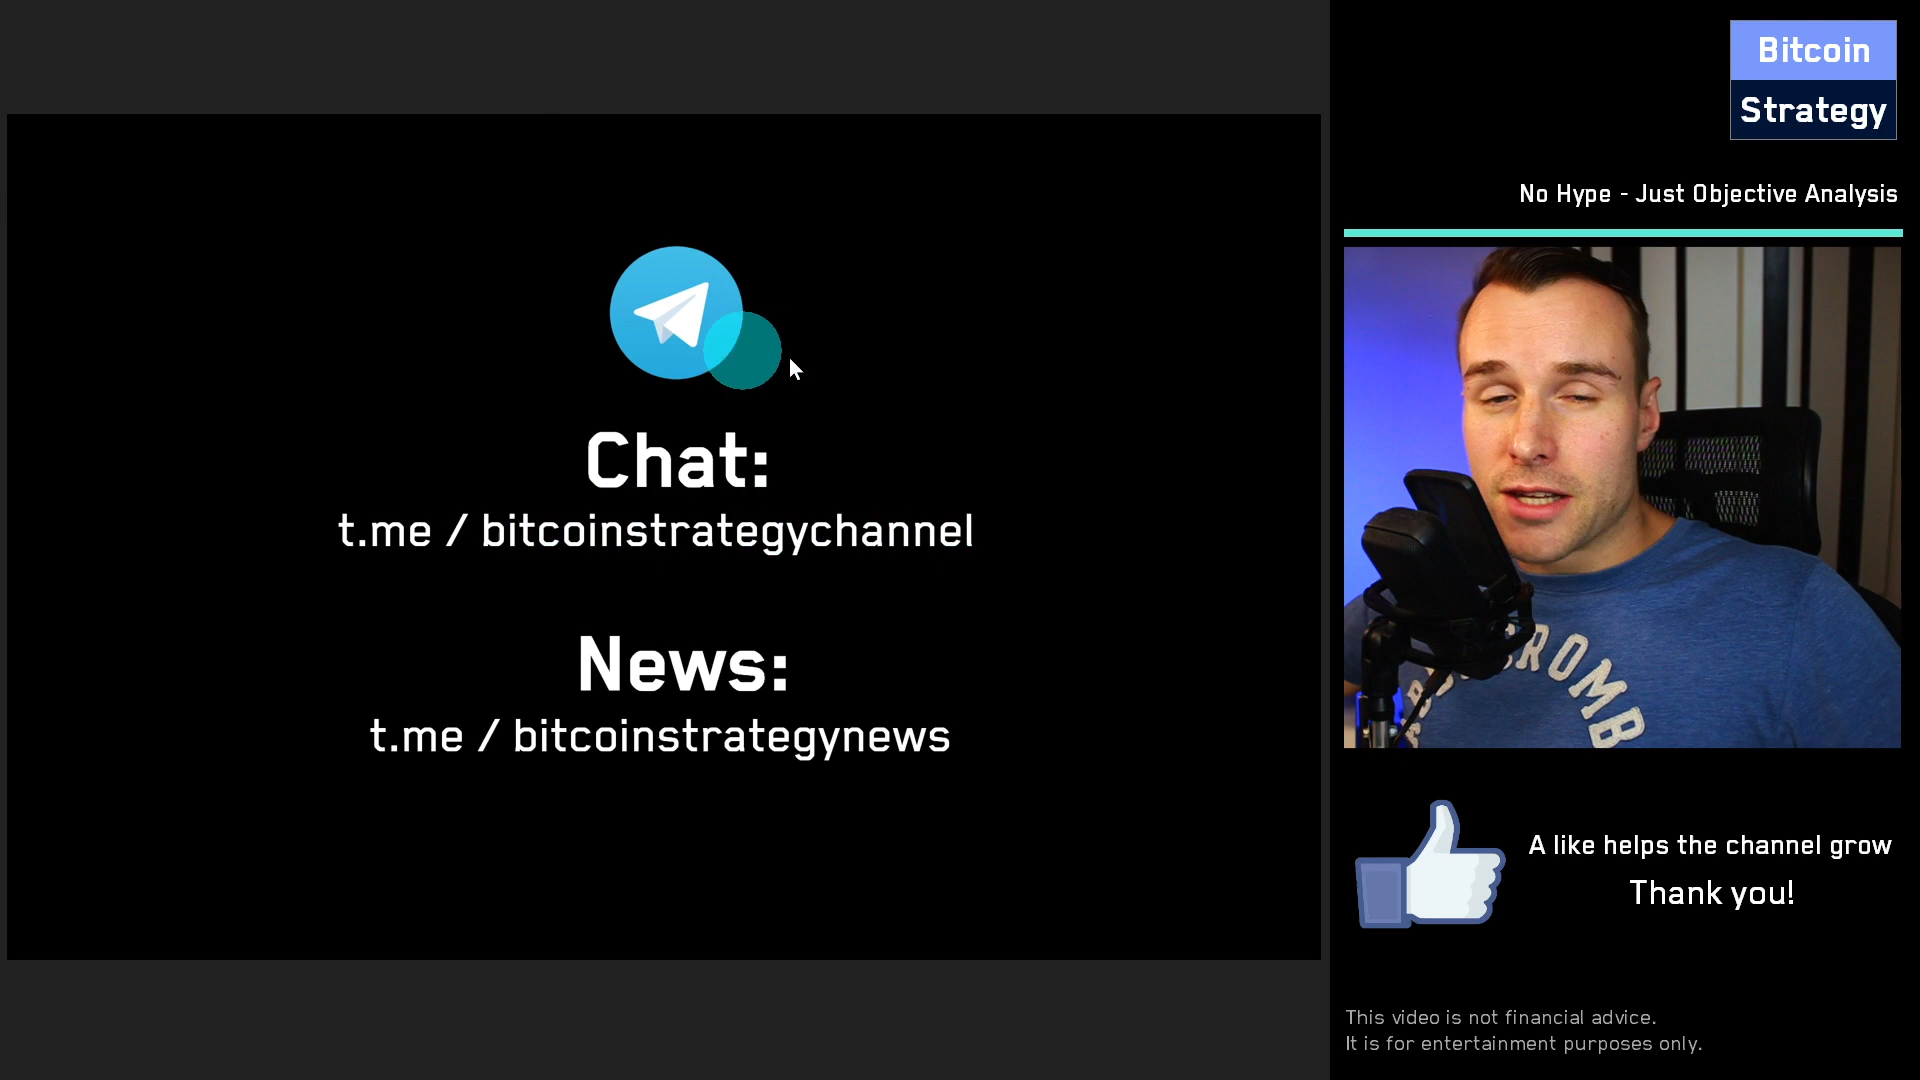 Bitcoin
Strategy
No Hype - Just Objective Analysis
Chat:
t.me / bitcoinstrategychannel
News:
t.me / bitcoinstrategynews
ROMB
A like helps the channel grow
Thank you!
This video is not financial advice.
It is for entertainment purposes only.